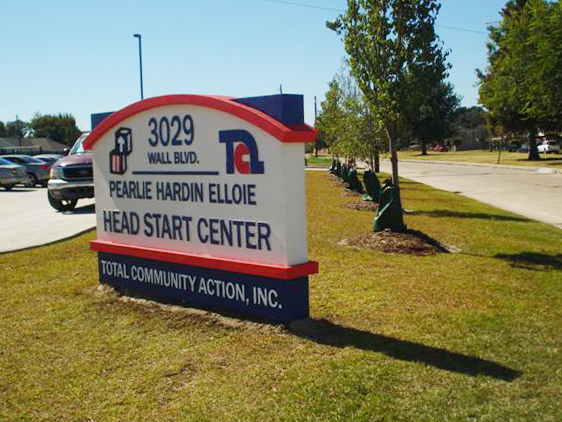 3029
WALL BLVD.
TCA
PEARLIE HARDIN ELLOIE
HEAD START CENTER
TOTAL COMMUNITY ACTION, INC.